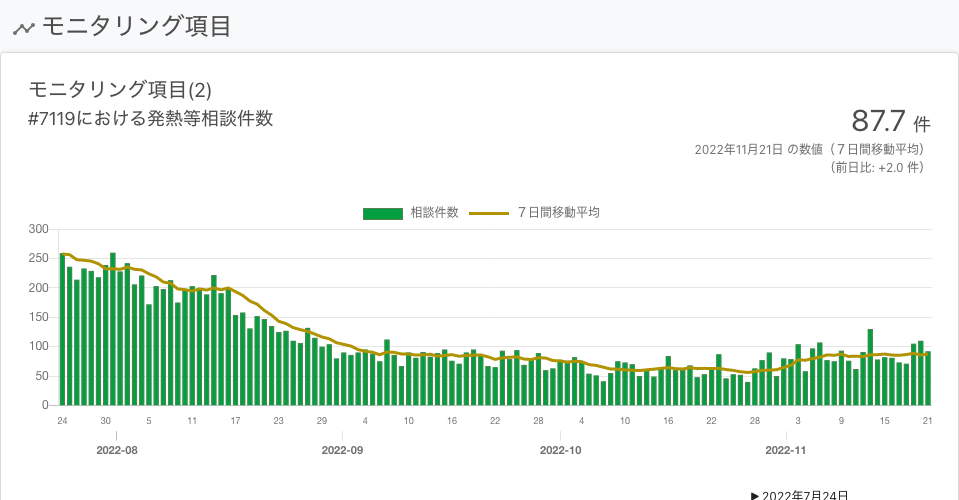 モニタリング項目
モニタリング項目(2)
#7119における発熱等相談件数
87.7 件
2022年11月21日 の数値（７日間移動平均）
（前日比: +2.0 件）
相談件数 ７日間移動平均
300
250
200
150
100
50
0
24 30 5 11 17 23 29 4 10 16 22 28 4 10 16 22 28 3 9 15 21
2022-08 2022-09 2022-10 2022-11
▶ 2022年7月24日